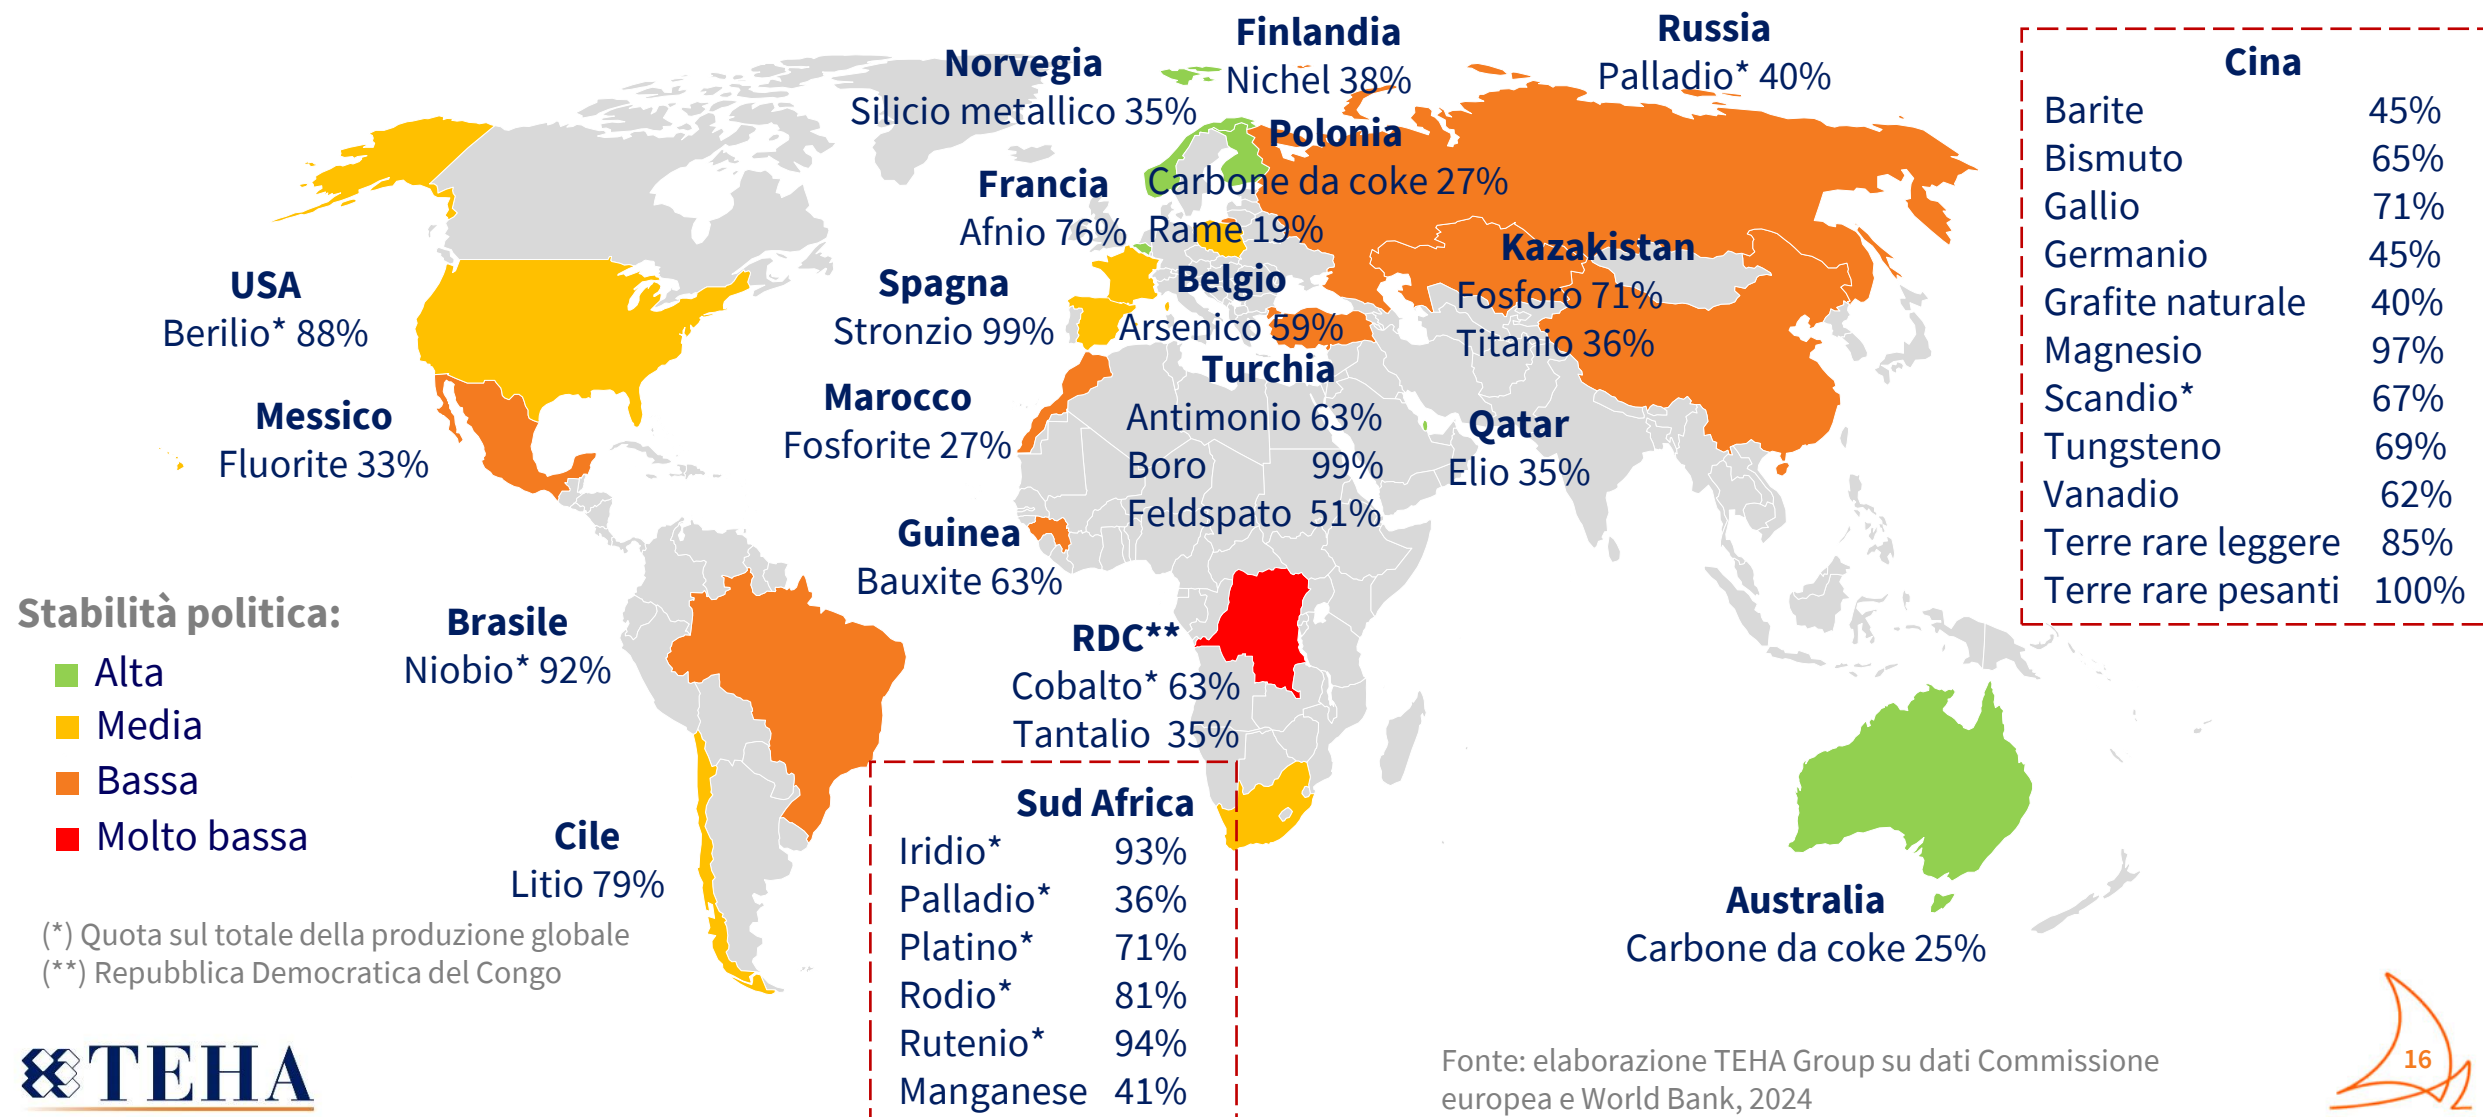 Finlandia
Nichel 38%
Russia
Palladio* 40%
Norvegia
Silicio metallico 35%
Polonia
Carbone da coke 27%
Rame 19%
Francia
Afnio 76%
Kazakistan
Fosforo 71%
Titanio 36%
USA
Berilio* 88%
Spagna
Stronzio 99%
Belgio
Arsenico 59%
Turchia
Antimonio 63%
Boro 99%
Feldspato 51%
Messico
Fluorite 33%
Marocco
Fosforite 27%
Qatar
Elio 35%
Guinea
Bauxite 63%
Brasile
Niobio* 92%
RDC**
Cobalto* 63%
Tantalio 35%
Cile
Litio 79%
Sud Africa
Iridio* 93%
Palladio* 36%
Platino* 71%
Rodio* 81%
Rutenio* 94%
Manganese 41%
Australia
Carbone da coke 25%
Cina
Barite 45%
Bismuto 65%
Gallio 71%
Germanio 45%
Grafite naturale 40%
Magnesio 97%
Scandio* 67%
Tungsteno 69%
Vanadio 62%
Terre rare leggere 85%
Terre rare pesanti 100%
Stabilità politica:
Alta
Media
Bassa
Molto bassa
(*) Quota sul totale della produzione globale
(**) Repubblica Democratica del Congo
TEHA
Fonte: elaborazione TEHA Group su dati Commissione
europea e World Bank, 2024
16